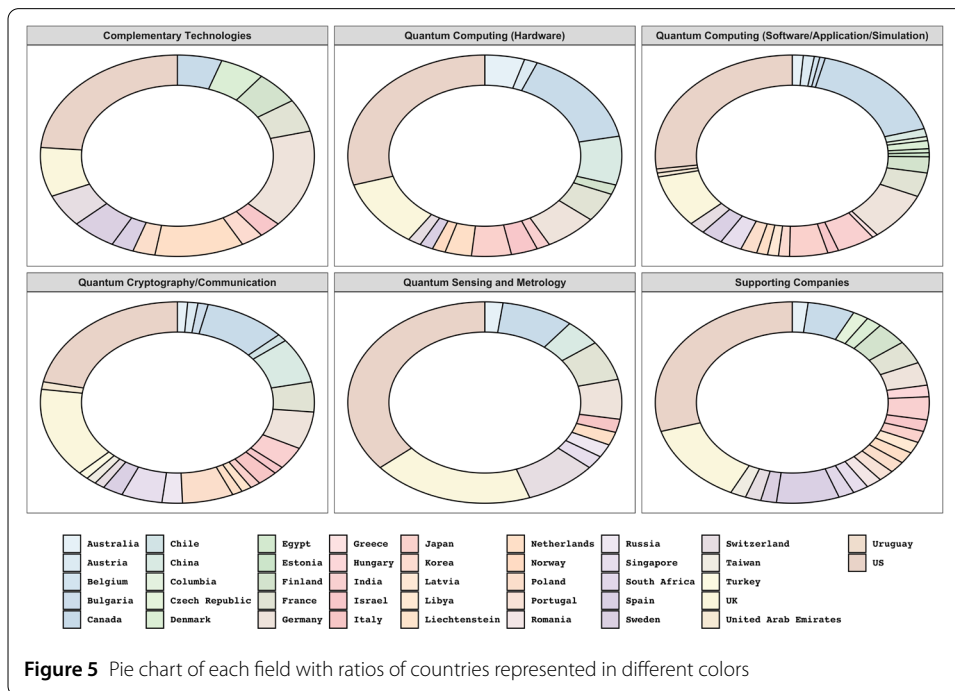 Complementary Technologies
Quantum Computing (Hardware)
Quantum Computing (Software/Application/Simulation)
Quantum Cryptography/Communication
Quantum Sensing and Metrology
Supporting Companies
Australia
Austria
Belgium
Bulgaria
Canada
Chile
China
Columbia
Czech Republic
Denmark
Egypt
Estonia
Finland
France
Germany
Greece
Hungary
India
Israel
Italy
Japan
Korea
Latvia
Libya
Liechtenstein
Netherlands
Norway
Poland
Portugal
Romania
Russia
Singapore
South Africa
Spain
Sweden
Switzerland
Taiwan
Turkey
UK
United Arab Emirates
Uruguay
US
Figure 5 Pie chart of each field with ratios of countries represented in different colors